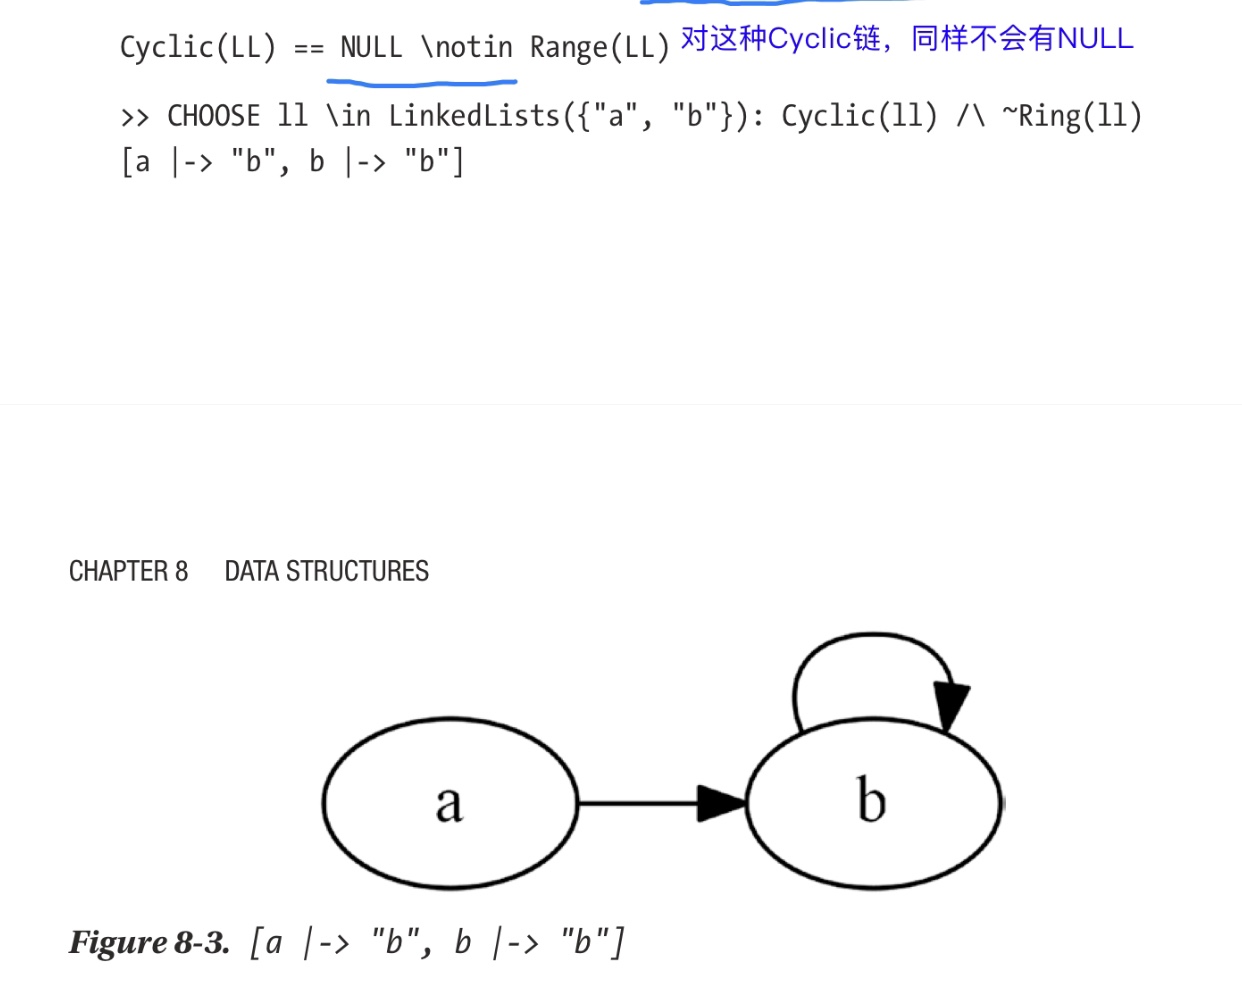 Cyclic(LL) == NULL \notin Range(LL) 对这种Cyclic链，同样不会有NULL
>> CHOOSE ll \in LinkedLists({"a", "b"}): Cyclic(ll) /\ ~Ring(ll)
[a |-> "b", b |-> "b"]
CHAPTER 8 DATA STRUCTURES
a b
Figure 8-3. [a |-> "b", b |-> "b"]